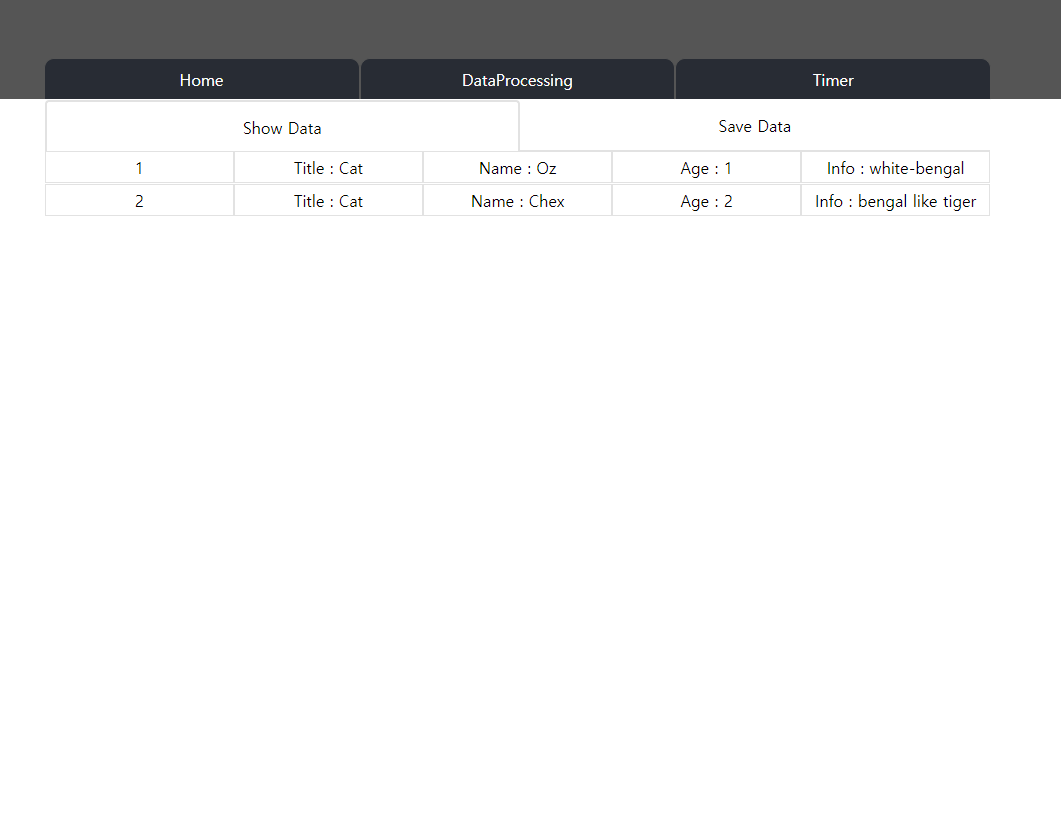 Home DataProcessing Timer
Show Data Save Data
1 Title : Cat Name : Oz Age : 1 Info : white-bengal
2 Title : Cat Name : Chex Age : 2 Info : bengal like tiger